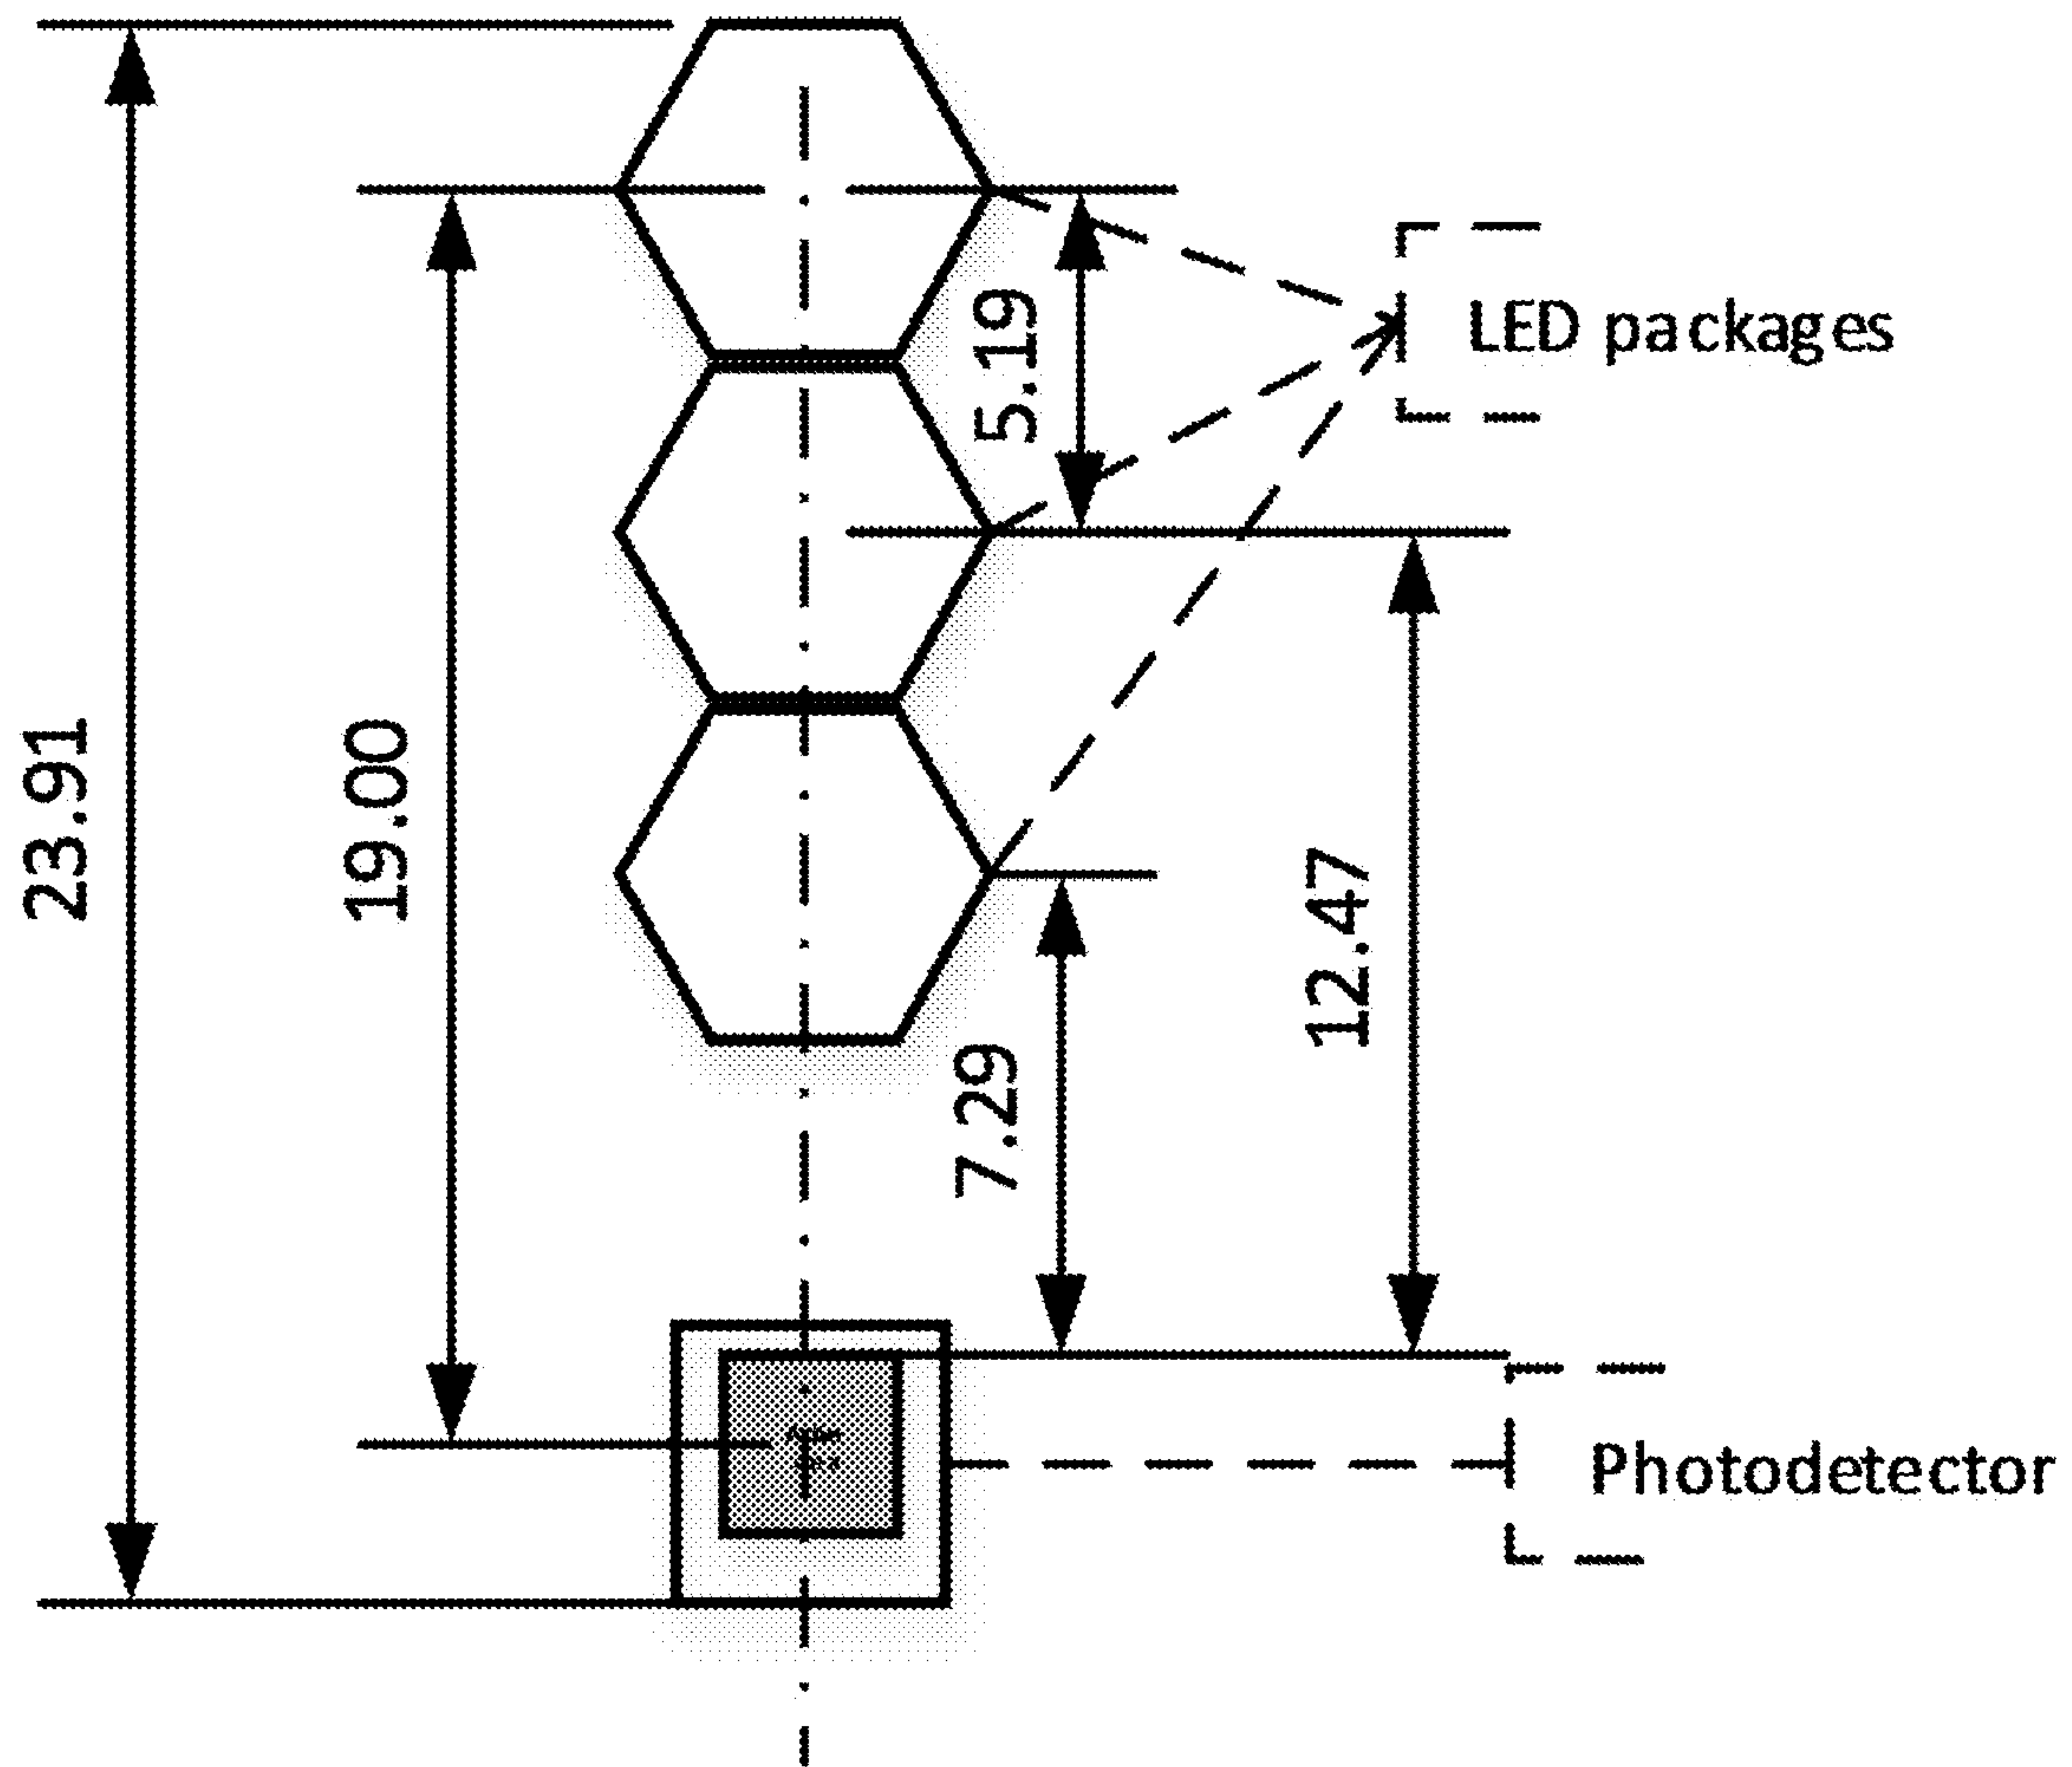 23.91
19.00
5.19
LED packages
12.47
7.29
Photodetector